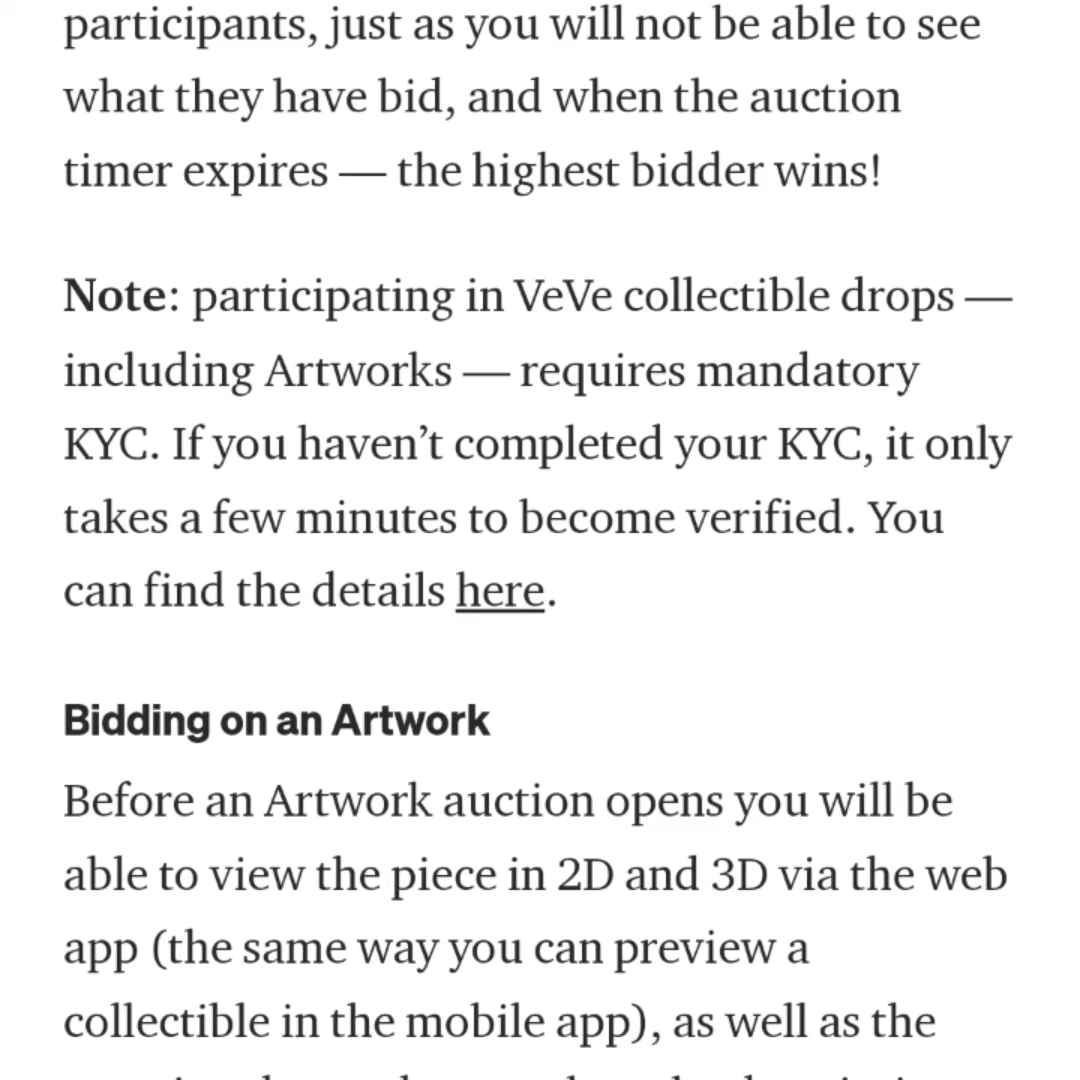 participants, just as you will not be able to see
what they have bid, and when the auction
timer expires — the highest bidder wins!
Note: participating in VeVe collectible drops —
including Artworks — requires mandatory
KYC. If you haven’t completed your KYC, it only
takes a few minutes to become verified. You
can find the details here.
Bidding on an Artwork
Before an Artwork auction opens you will be
able to view the piece in 2D and 3D via the web
app (the same way you can preview a
collectible in the mobile app), as well as the